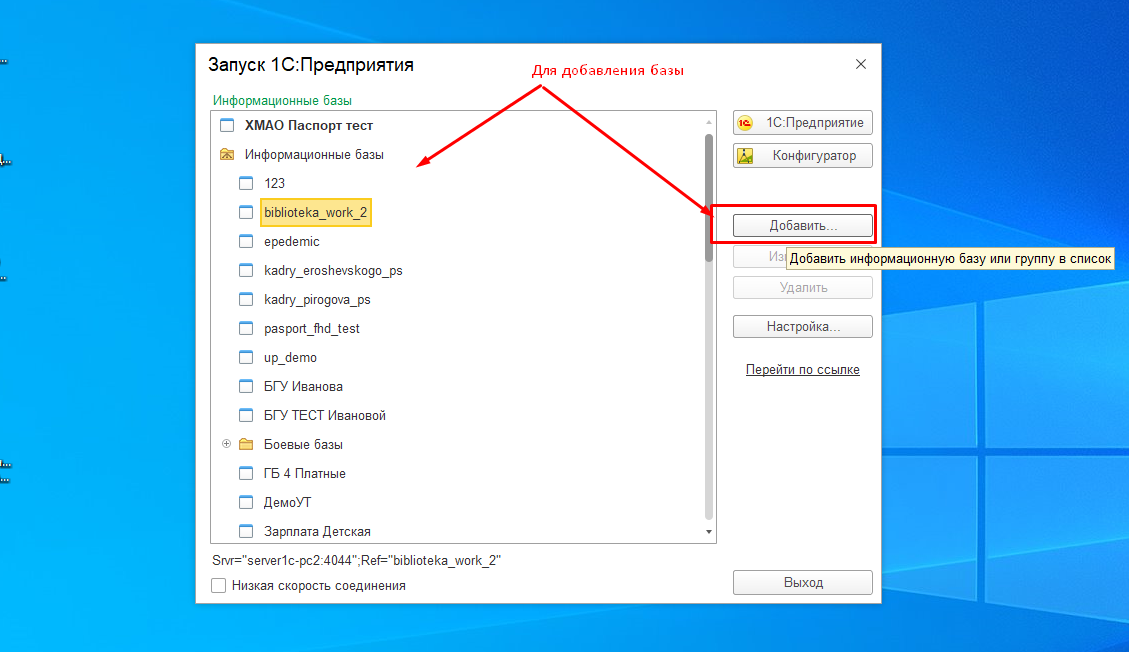 Запуск 1С:Предприятия
Для добавления базы
Информационные базы
ХМАО Паспорт тест
Информационные базы
123
biblioteka_work_2
epedemic
kadry_eroshevskogo_ps
kadry_pirogova_ps
pasport_fhd_test
up_demo
БГУ Иванова
БГУ ТЕСТ Ивановой
Боевые базы
ГБ 4 Платные
ДемоУТ
Зарплата Детская
1С:Предприятие
Конфигуратор
Добавить...
Добавить информационную базу или группу в список
Удалить
Настройка...
Перейти по ссылке
Srvr="server1c-pc2:4044";Ref="biblioteka_work_2"
Низкая скорость соединения
Выход